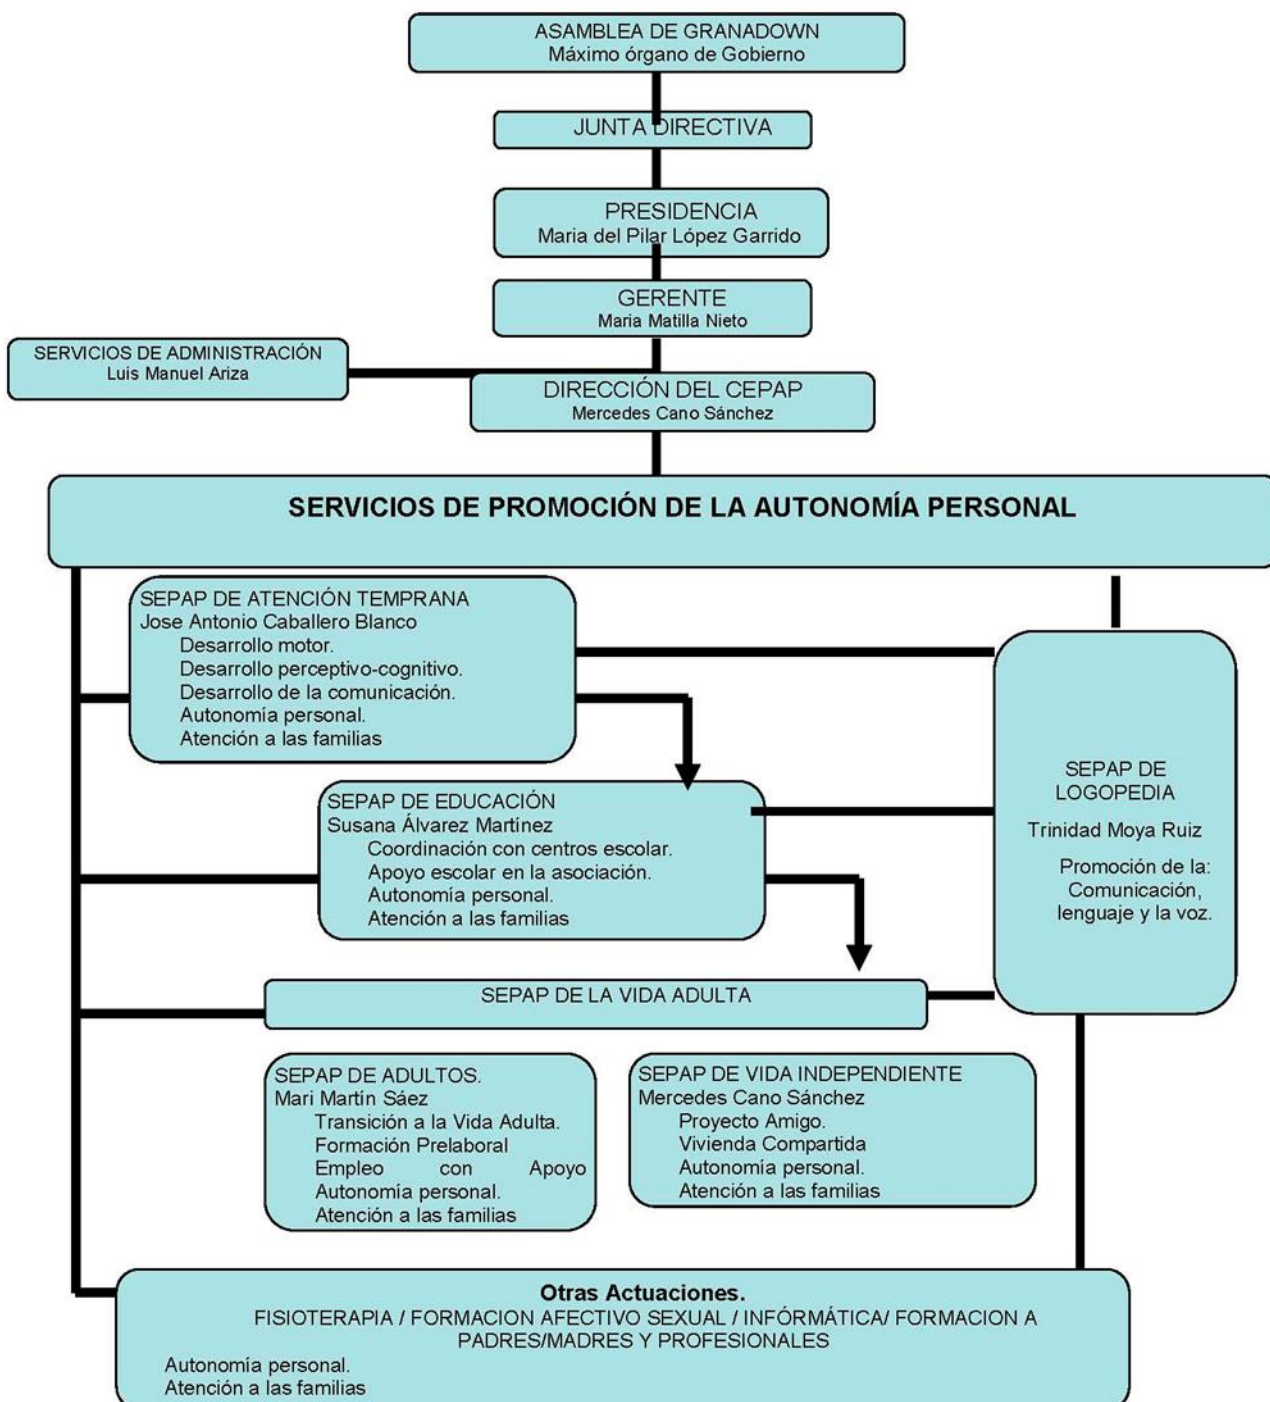 ASAMBLEA DE GRANADOWN
Máximo órgano de Gobierno
JUNTA DIRECTIVA
PRESIDENCIA
Maria del Pilar López Garrido
GERENTE
Maria Matilla Nieto
SERVICIOS DE ADMINISTRACIÓN
Luis Manuel Ariza
DIRECCIÓN DEL CEPAP
Mercedes Cano Sánchez
SERVICIOS DE PROMOCIÓN DE LA AUTONOMÍA PERSONAL
SEPAP DE ATENCIÓN TEMPRANA
Jose Antonio Caballero Blanco
Desarrollo motor.
Desarrollo perceptivo-cognitivo.
Desarrollo de la comunicación.
Autonomía personal.
Atención a las familias
SEPAP DE EDUCACIÓN
Susana Álvarez Martínez
Coordinación con centros escolar.
Apoyo escolar en la asociación.
Autonomía personal.
Atención a las familias
SEPAP DE
LOGOPEDIA
Trinidad Moya Ruiz
Promoción de la:
Comunicación,
lenguaje y la voz.
SEPAP DE LA VIDA ADULTA
SEPAP DE ADULTOS.
Mari Martín Sáez
Transición a la Vida Adulta.
Formación Prelaboral
Empleo con Apoyo
Autonomía personal.
Atención a las familias
SEPAP DE VIDA INDEPENDIENTE
Mercedes Cano Sánchez
Proyecto Amigo.
Vivienda Compartida
Autonomía personal.
Atención a las familias
Otras Actuaciones.
FISIOTERAPIA / FORMACION AFECTIVO SEXUAL / INFÓRMÁTICA/ FORMACION A
PADRES/MADRES Y PROFESIONALES
Autonomía personal.
Atención a las familias